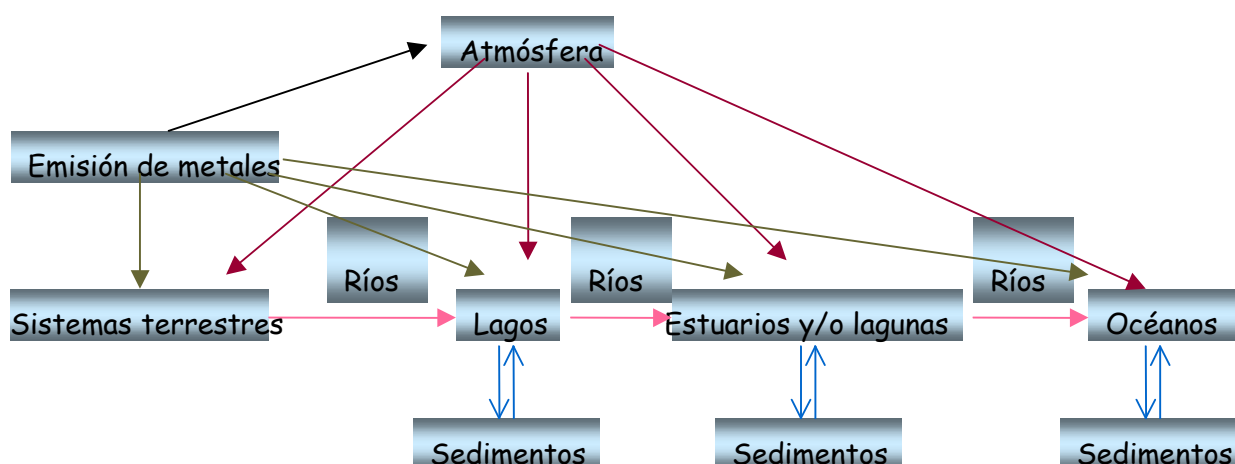 Atmósfera
Emisión de metales
Ríos
Ríos
Ríos
Sistemas terrestres
Lagos
Estuarios y/o lagunas
Océanos
Sedimentos
Sedimentos
Sedimentos